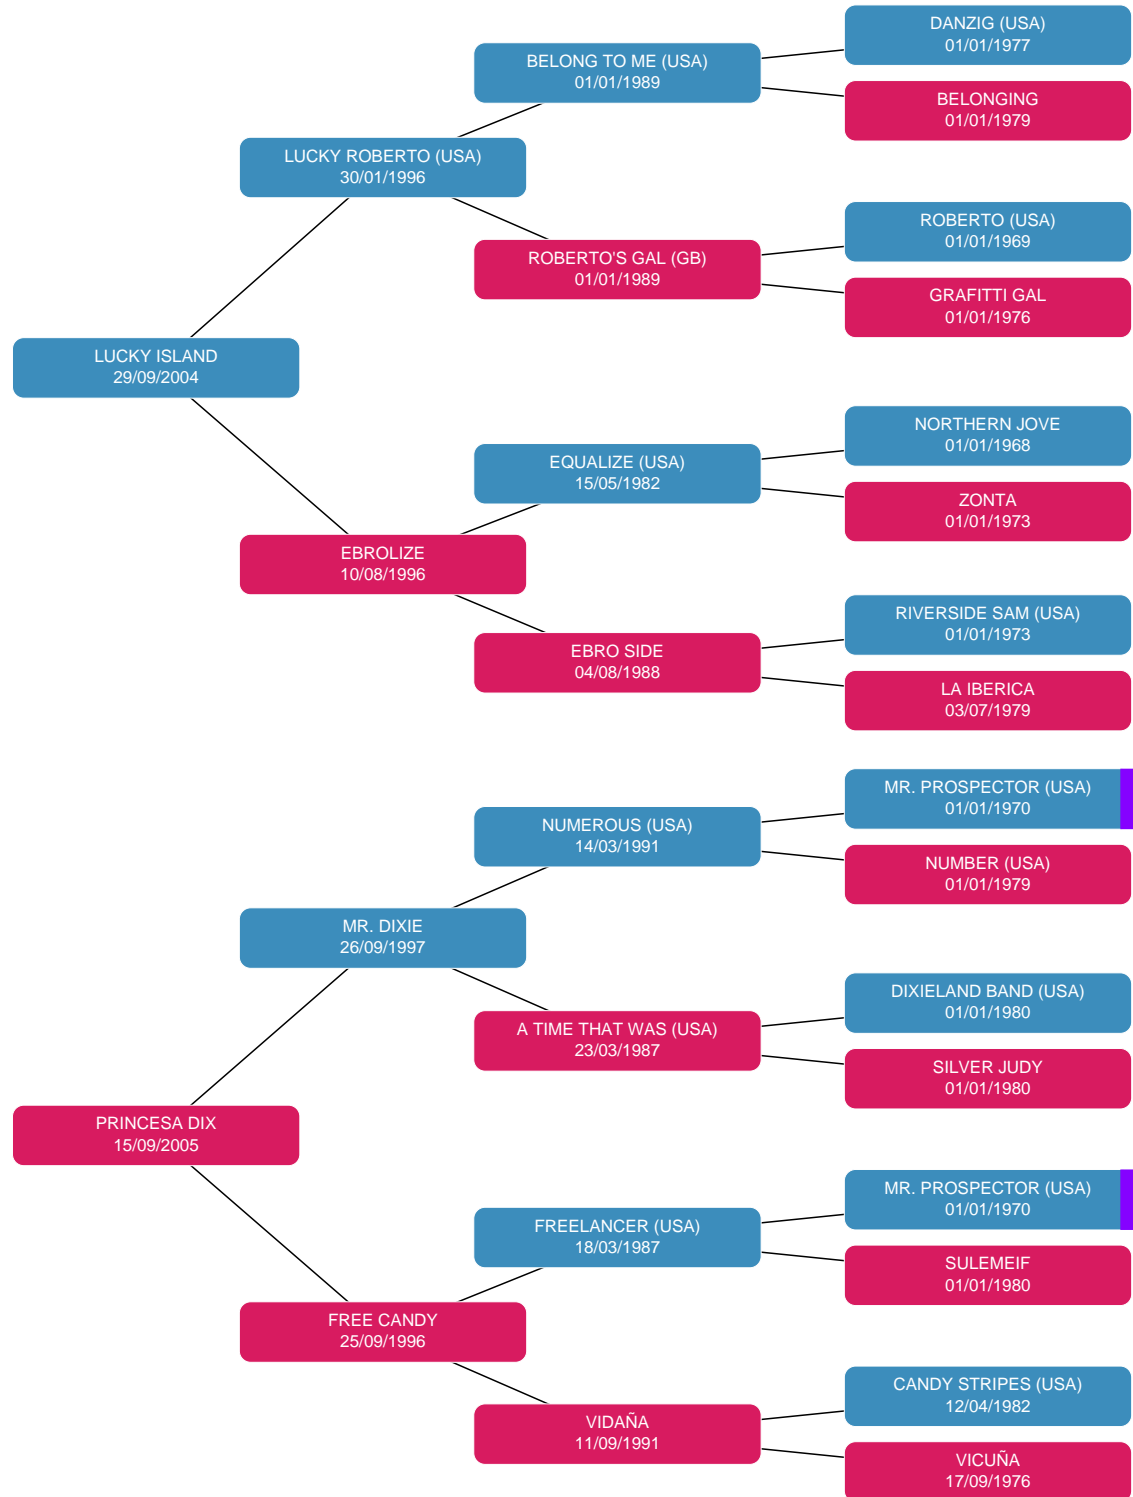 DANZIG (USA)
01/01/1977
BELONG TO ME (USA)
01/01/1989
BELONGING
01/01/1979
LUCKY ROBERTO (USA)
30/01/1996
ROBERTO (USA)
01/01/1969
ROBERTO'S GAL (GB)
01/01/1989
GRAFITTI GAL
01/01/1976
LUCKY ISLAND
29/09/2004
NORTHERN JOVE
01/01/1968
EQUALIZE (USA)
15/05/1982
ZONTA
01/01/1973
EBROLIZE
10/08/1996
RIVERSIDE SAM (USA)
01/01/1973
EBRO SIDE
04/08/1988
LA IBERICA
03/07/1979
MR. PROSPECTOR (USA)
01/01/1970
NUMEROUS (USA)
14/03/1991
NUMBER (USA)
01/01/1979
MR. DIXIE
26/09/1997
DIXIELAND BAND (USA)
01/01/1980
A TIME THAT WAS (USA)
23/03/1987
SILVER JUDY
01/01/1980
PRINCESA DIX
15/09/2005
MR. PROSPECTOR (USA)
01/01/1970
FREELANCER (USA)
18/03/1987
SULEMEIF
01/01/1980
FREE CANDY
25/09/1996
CANDY STRIPES (USA)
12/04/1982
VIDAÑA
11/09/1991
VICUÑA
17/09/1976